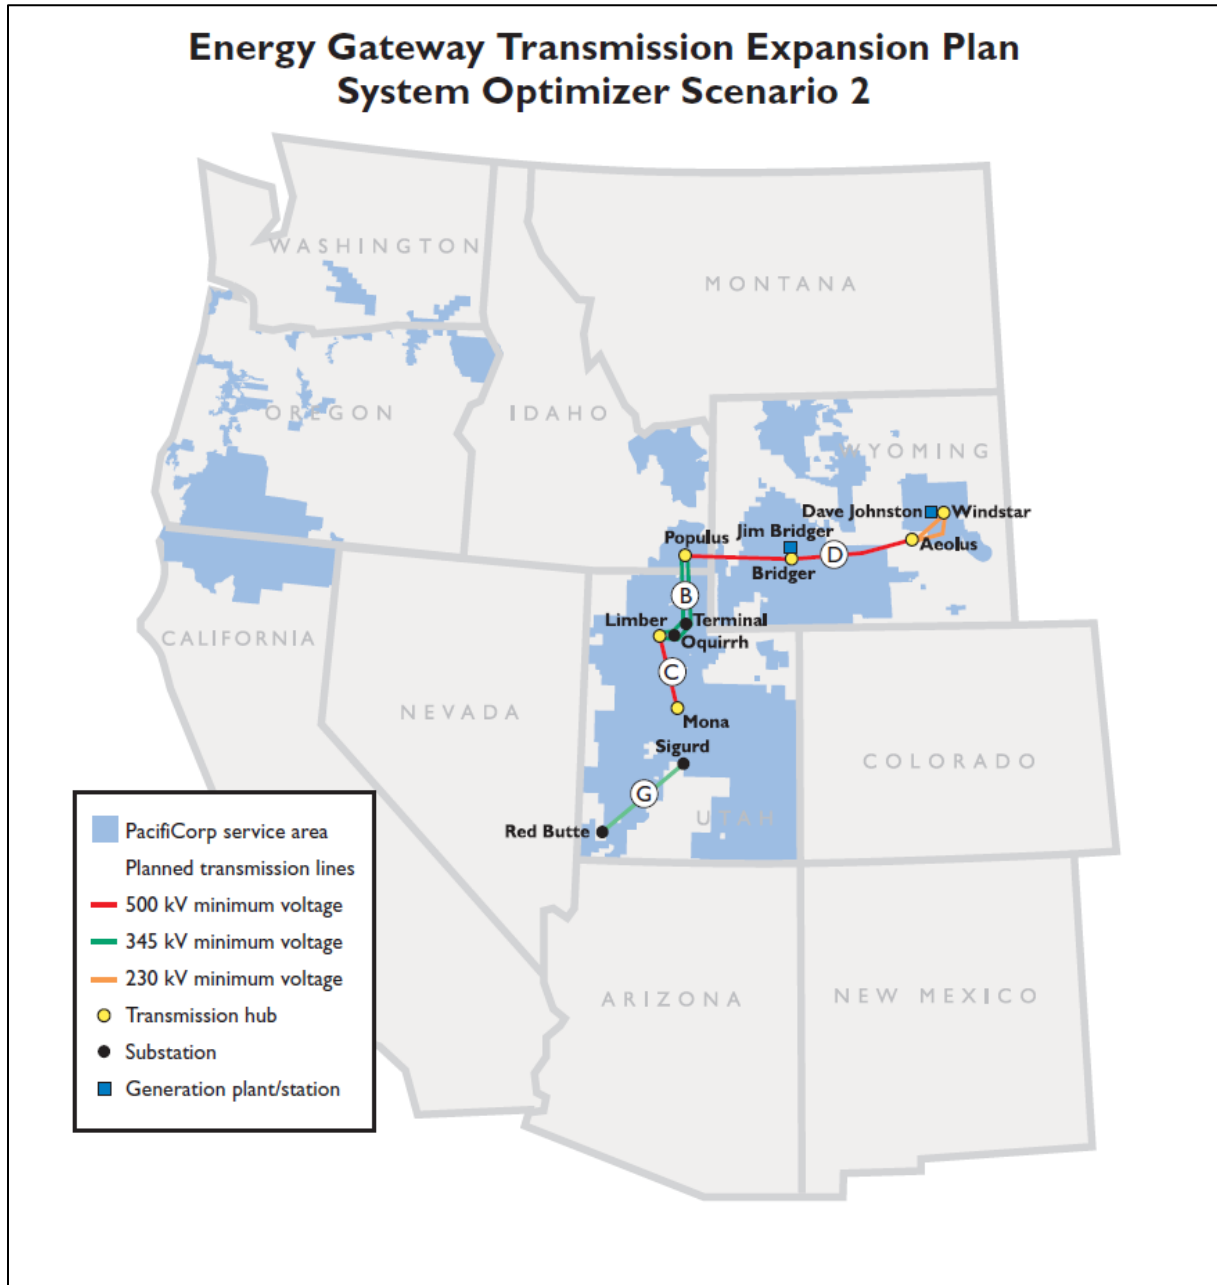 Energy Gateway Transmission Expansion Plan
System Optimizer Scenario 2
WASHINGTON
MONTANA
OREGON
IDAHO
WYOMING
Dave Johnston
Windstar
Jim Bridger
Populus
Aeolus
D
Bridger
B
Limber
Terminal
CALIFORNIA
Oquirrh
C
NEVADA
Mona
Sigurd
COLORADO
G
UTAH
Red Butte
PacifiCorp service area
Planned transmission lines
500 kV minimum voltage
345 kV minimum voltage
230 kV minimum voltage
Transmission hub
Substation
Generation plant/station
ARIZONA
NEW MEXICO